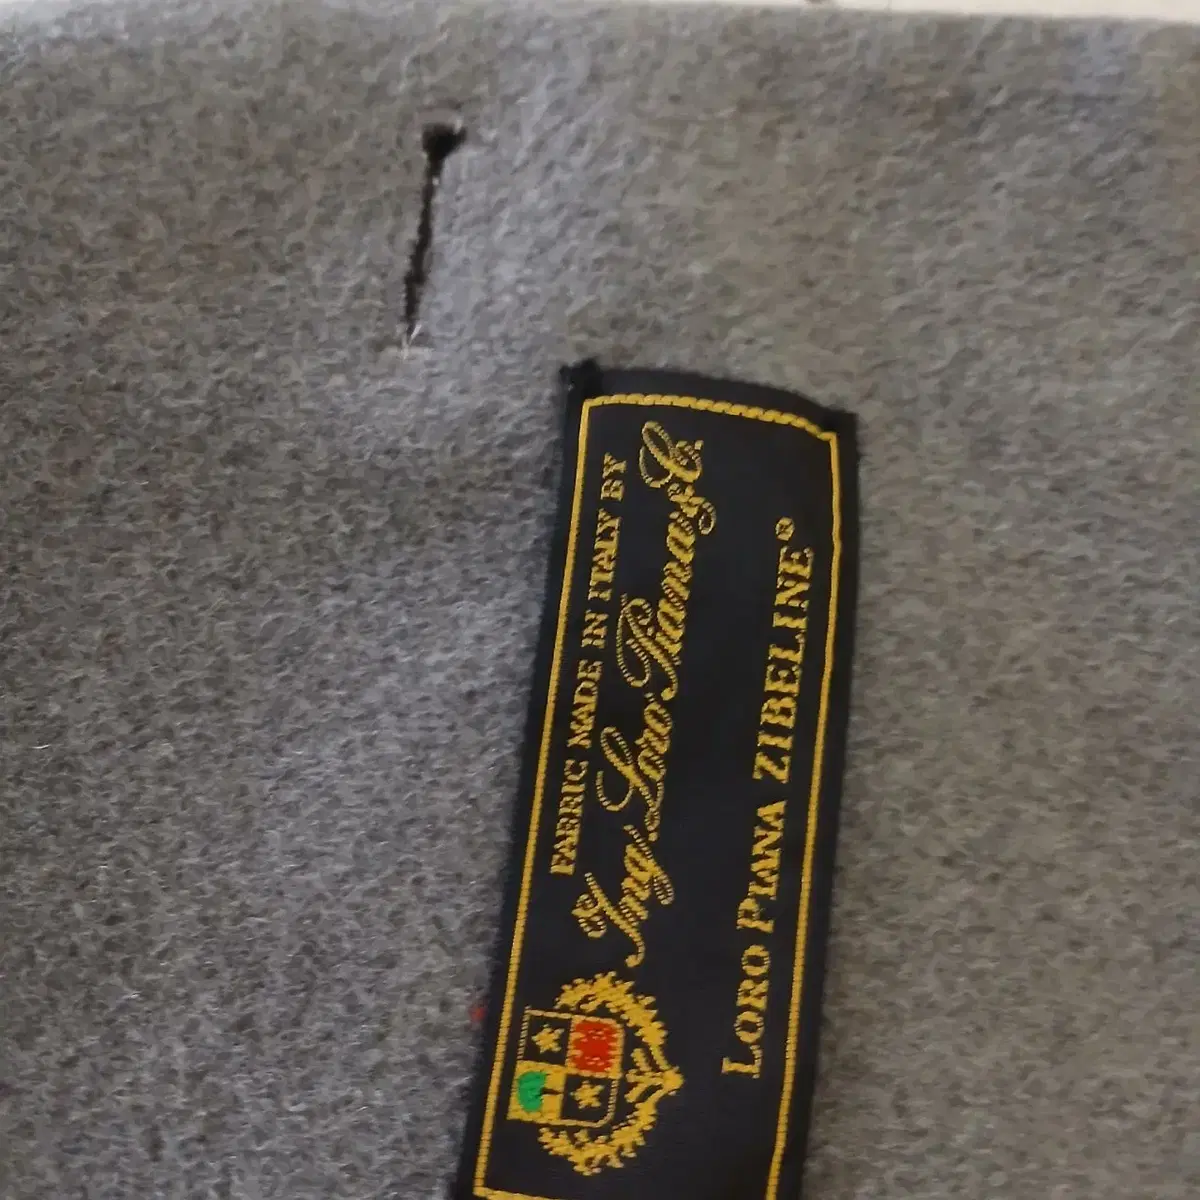 FABRIC MADE IN ITALY BY
Ing. Loro Piana & C.
LORO PIANA ZIBELINE®